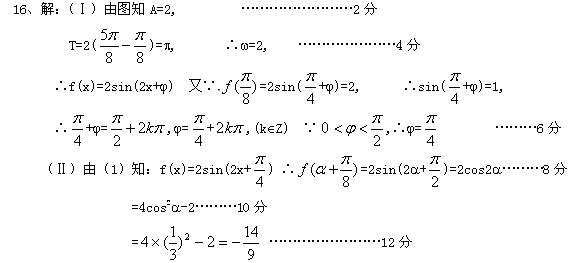 16、解：(Ⅰ) 由图知 A=2, ……………………2 分
T=2(5π/8-π/8)=π, ∴ω=2, …………………4 分
∴f(x)=2sin(2x+φ) 又∵f(π/8)=2sin(π/4+φ)=2, ∴sin(π/4+φ)=1,
∴π/4+φ=π/2+2kπ,φ=π/4+2kπ,(k∈Z) ∵0<φ<π/2,∴φ=π/4 ………6 分
(Ⅱ) 由 (1) 知: f(x)=2sin(2x+π/4) ∴f(α+π/8)=2sin(2α+π/2)=2cos2α………8 分
=4cos²α-2………10 分
=4×(1/3)²-2=-14/9 ……………………12 分